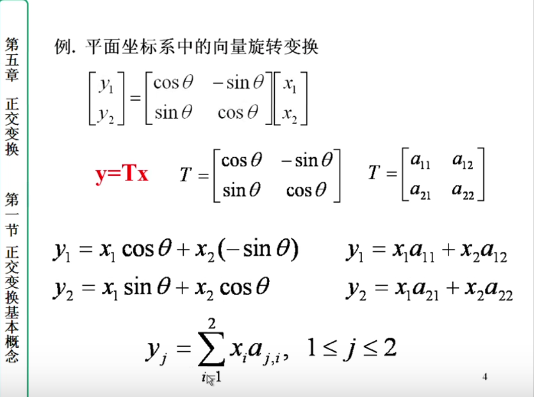 第五章 正交变换 第一节 正交变换基本概念
例. 平面坐标系中的向量旋转变换
[y₁; y₂] = [cosθ −sinθ; sinθ cosθ][x₁; x₂]
y=Tx T = [cosθ −sinθ; sinθ cosθ] T = [a₁₁ a₁₂; a₂₁ a₂₂]
y₁ = x₁ cosθ + x₂(−sinθ) y₁ = x₁a₁₁ + x₂a₁₂
y₂ = x₁ sinθ + x₂ cosθ y₂ = x₁a₂₁ + x₂a₂₂
yⱼ = ∑_{i=1}^{2} xᵢaⱼ,ᵢ, 1 ≤ j ≤ 2
4